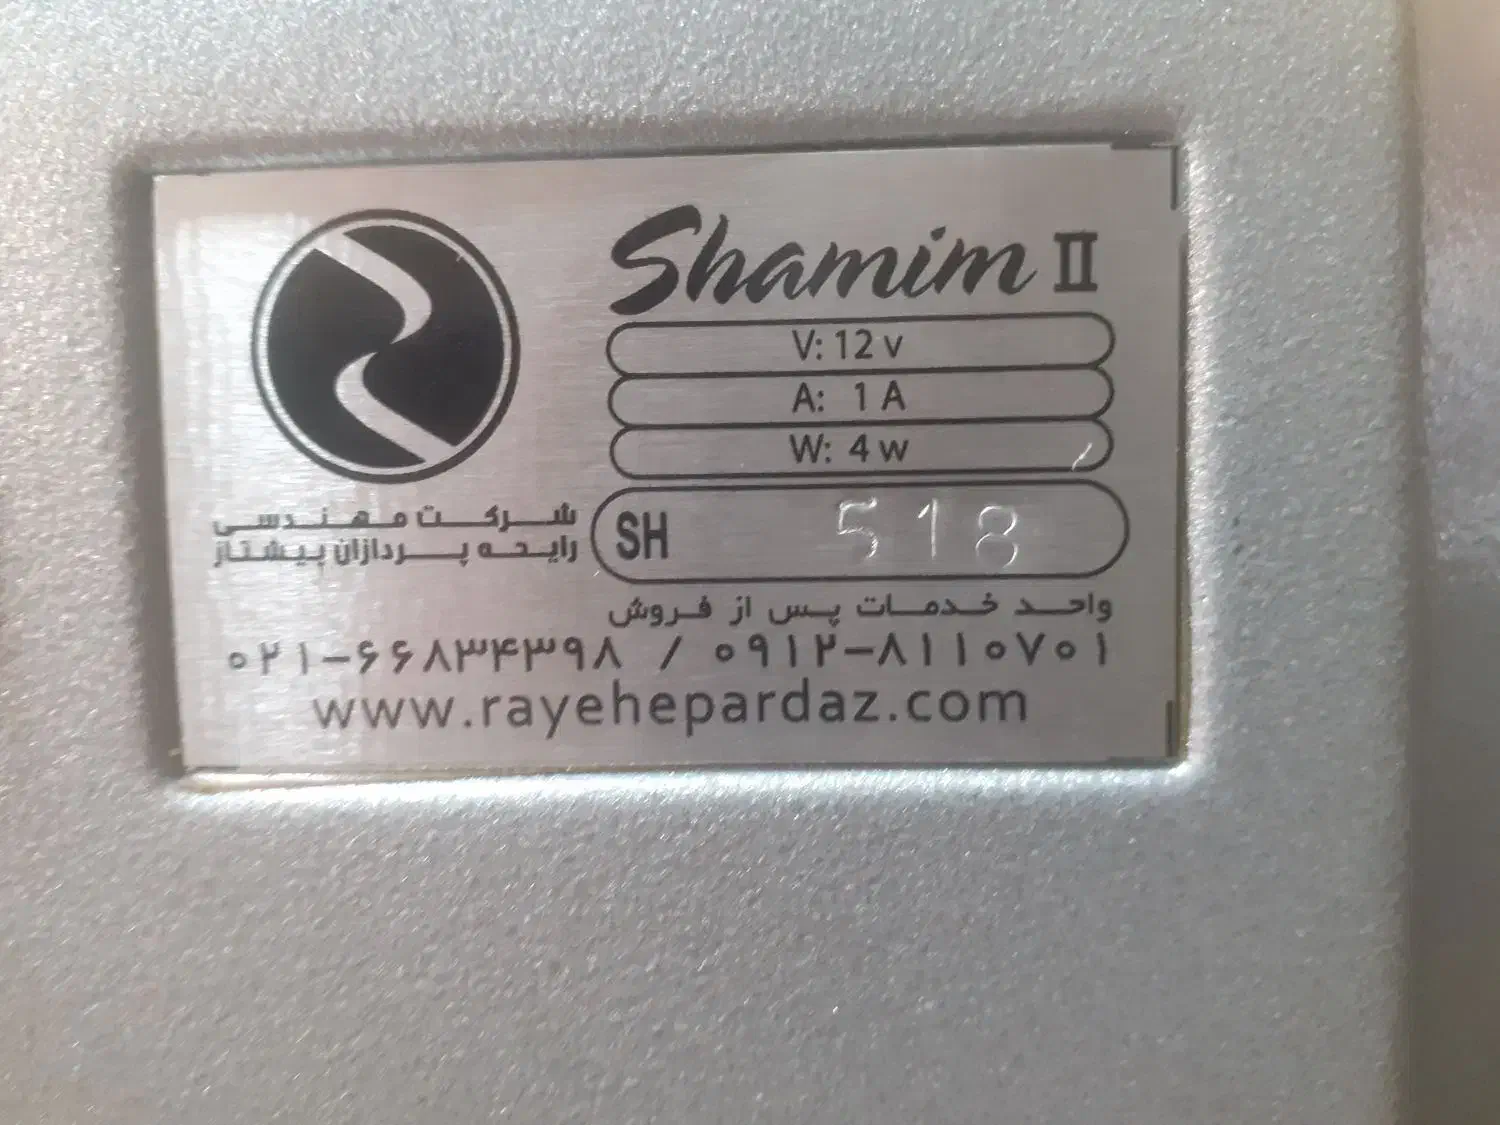 Shamim II
V: 12 v
A: 1 A
W: 4 w
SH 518
شرکت مهندسی
رایحه پردازان پیشتاز
واحد خدمات پس از فروش
۰۲۱-۶۶۸۳۴۳۹۸ / ۰۹۱۲-۸۱۱۰۷۰۱
www.rayehepardaz.com